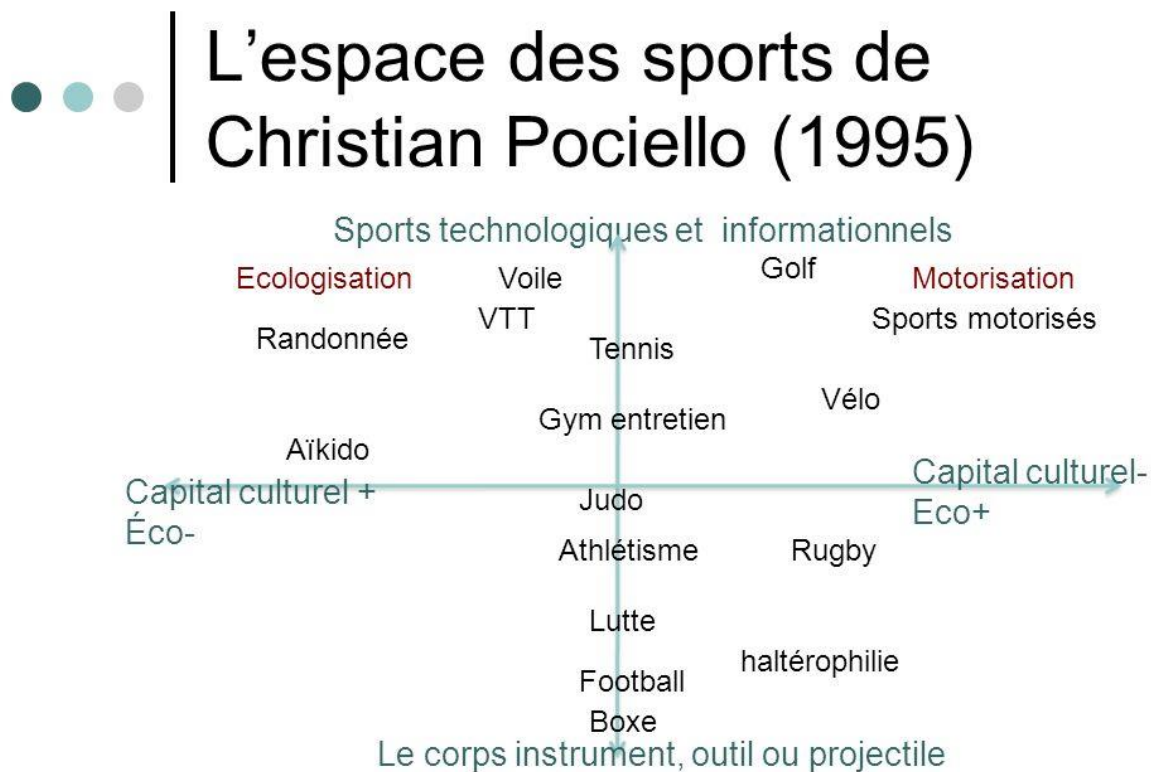 L'espace des sports de
Christian Pociello (1995)
Sports technologiques et informationnels
Ecologisation
Voile
Golf
Motorisation
VTT
Sports motorisés
Randonnée
Tennis
Vélo
Gym entretien
Aïkido
Capital culturel +
Éco-
Capital culturel-
Eco+
Judo
Athlétisme
Rugby
Lutte
haltérophilie
Football
Boxe
Le corps instrument, outil ou projectile